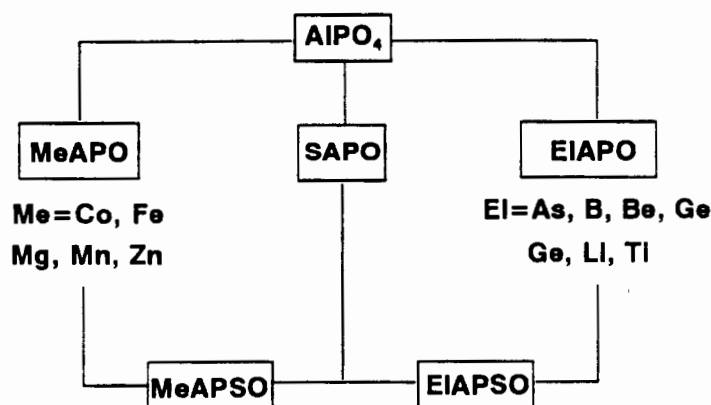 AlPO₄
MeAPO
SAPO
ElAPO
Me=Co, Fe
Mg, Mn, Zn
El=As, B, Be, Ge
Ge, Li, Ti
MeAPSO
ElAPSO